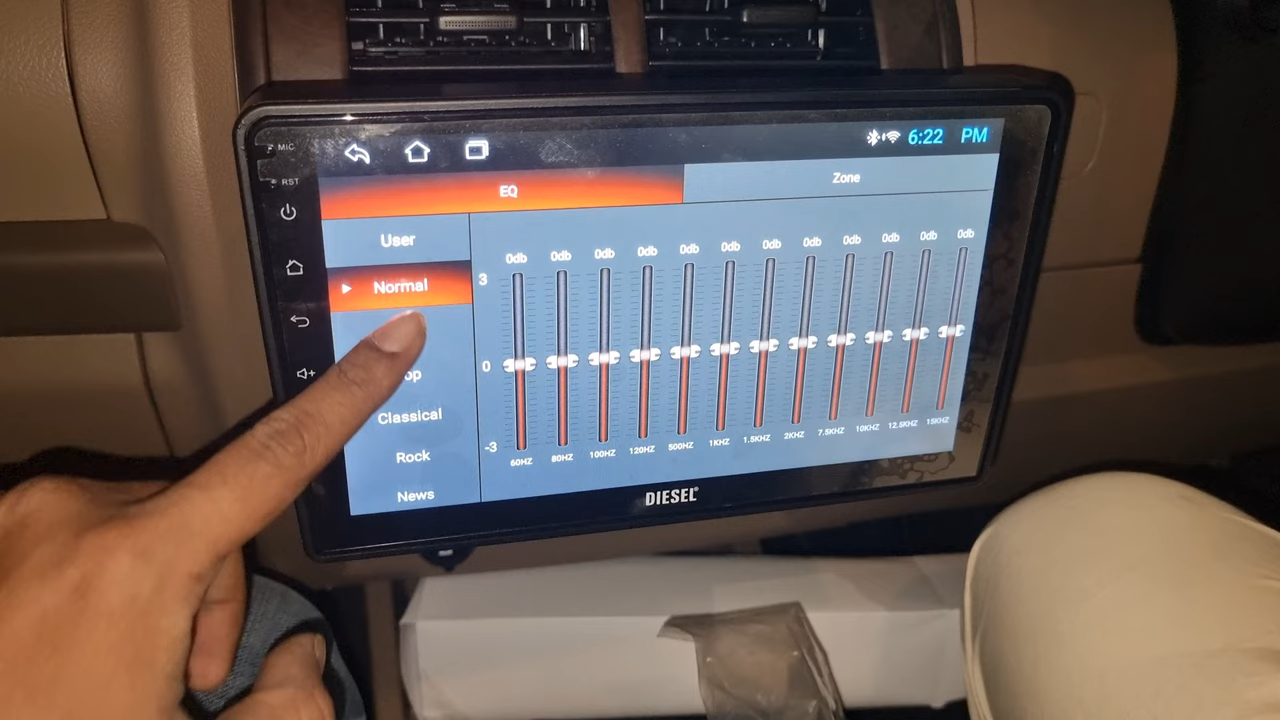 MIC
6:22 PM
RST
EQ
Zone
User
Normal
Classical
Rock
News
0db 0db 0db 0db 0db 0db 0db 0db 0db 0db 0db 0db
3
0
-3
60HZ 80HZ 100HZ 120HZ 500HZ 1KHZ 1.5KHZ 2KHZ 7.5KHZ 10KHZ 12.5KHZ 15KHZ
DIESEL